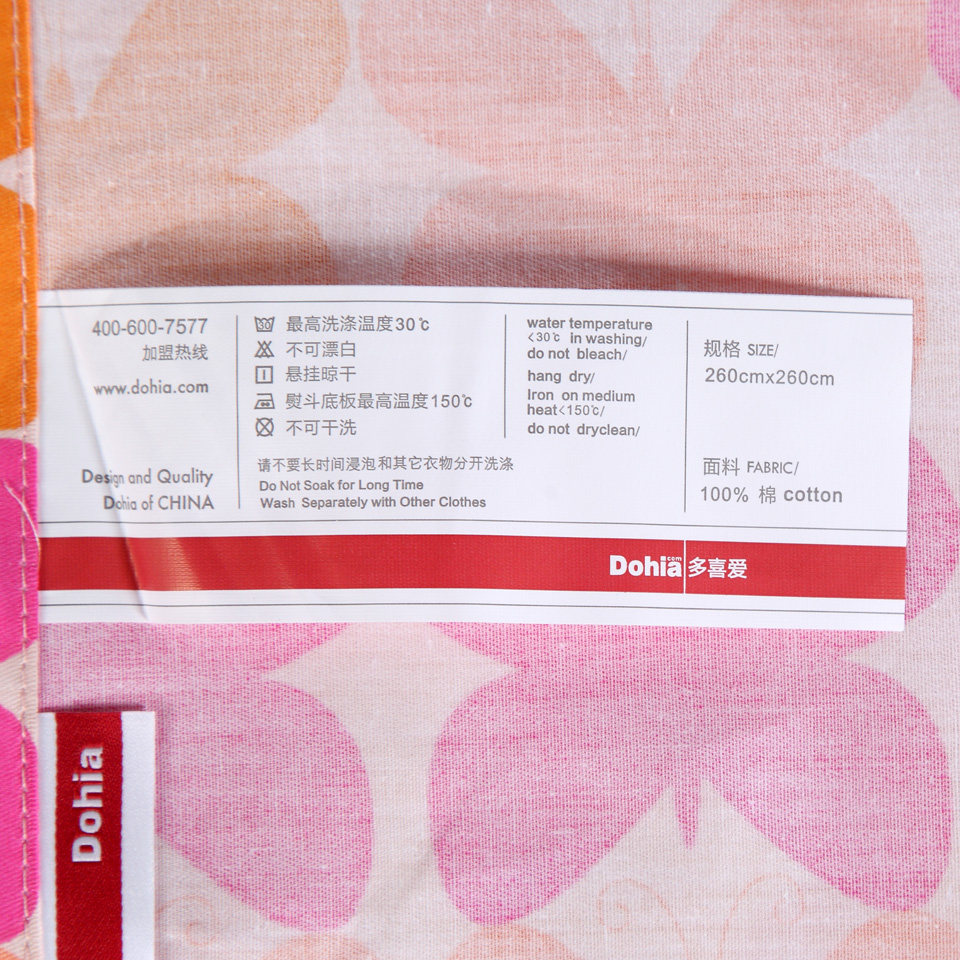 400-600-7577
加盟热线
www.dohia.com
Design and Quality
Dohia of CHINA
最高洗涤温度30℃
不可漂白
悬挂晾干
熨斗底板最高温度150℃
不可干洗
请不要长时间浸泡和其它衣物分开洗涤
Do Not Soak for Long Time
Wash Separately with Other Clothes
water temperature
<30℃ in washing/
do not bleach/
hang dry/
Iron on medium
heat<150℃/
do not dryclean/
规格 SIZE/
260cmx260cm
面料 FABRIC/
100% 棉 cotton
Dohia.com 多喜爱
Dohia